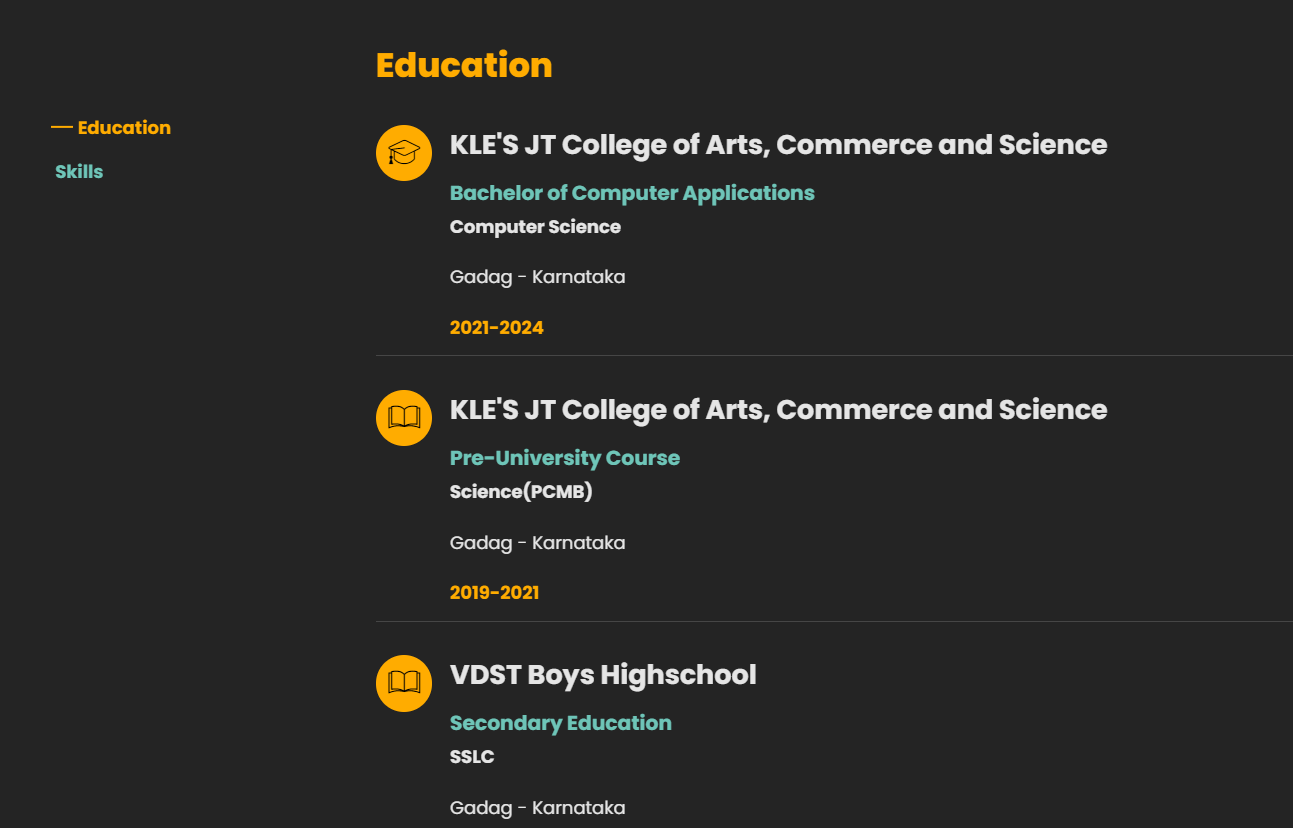 Education
Education
Skills
KLE'S JT College of Arts, Commerce and Science
Bachelor of Computer Applications
Computer Science
Gadag - Karnataka
2021-2024
KLE'S JT College of Arts, Commerce and Science
Pre-University Course
Science(PCMB)
Gadag - Karnataka
2019-2021
VDST Boys Highschool
Secondary Education
SSLC
Gadag - Karnataka